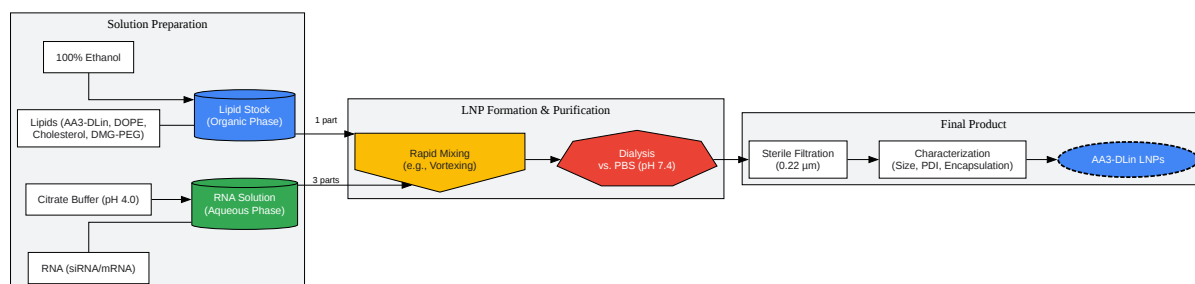 Solution Preparation
100% Ethanol
Lipids (AA3-DLin, DOPE,
Cholesterol, DMG-PEG)
Lipid Stock
(Organic Phase)
Citrate Buffer (pH 4.0)
RNA Solution
(Aqueous Phase)
RNA (siRNA/mRNA)
1 part
3 parts
LNP Formation & Purification
Rapid Mixing
(e.g., Vortexing)
Dialysis
vs. PBS (pH 7.4)
Final Product
Sterile Filtration
(0.22 µm)
Characterization
(Size, PDI, Encapsulation)
AA3-DLin LNPs